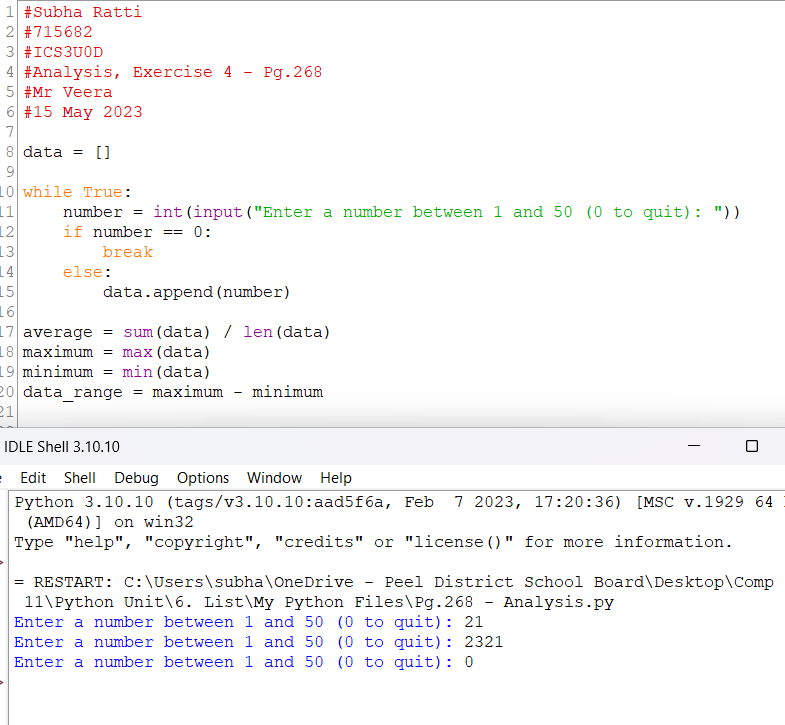 1 #Subha Ratti
2 #715682
3 #ICS3U0D
4 #Analysis, Exercise 4 - Pg.268
5 #Mr Veera
6 #15 May 2023
7
8 data = []
9
10 while True:
11     number = int(input("Enter a number between 1 and 50 (0 to quit): "))
12     if number == 0:
13         break
14     else:
15         data.append(number)
16
17 average = sum(data) / len(data)
18 maximum = max(data)
19 minimum = min(data)
20 data_range = maximum - minimum
21
IDLE Shell 3.10.10
Edit Shell Debug Options Window Help
Python 3.10.10 (tags/v3.10.10:aad5f6a, Feb  7 2023, 17:20:36) [MSC v.1929 64
(AMD64)] on win32
Type "help", "copyright", "credits" or "license()" for more information.
= RESTART: C:\Users\subha\OneDrive - Peel District School Board\Desktop\Comp
11\Python Unit\6. List\My Python Files\Pg.268 - Analysis.py
Enter a number between 1 and 50 (0 to quit): 21
Enter a number between 1 and 50 (0 to quit): 2321
Enter a number between 1 and 50 (0 to quit): 0